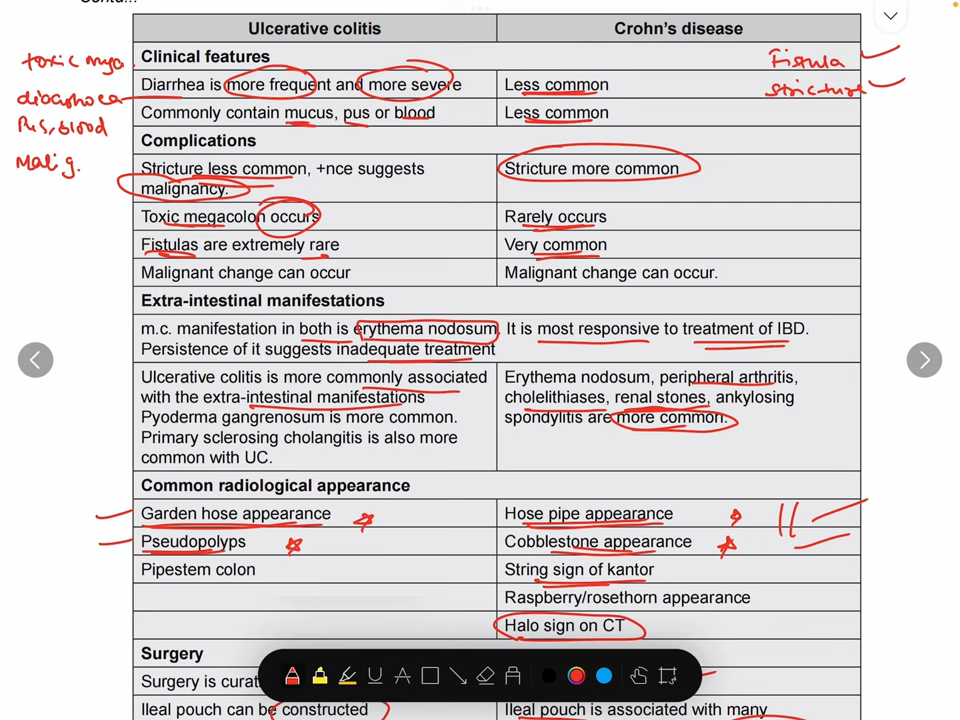 Ulcerative colitis Crohn's disease
Clinical features
Diarrhea is more frequent and more severe Less common
Commonly contain mucus, pus or blood Less common
Complications
Stricture less common, +nce suggests malignancy. Stricture more common
Toxic megacolon occurs Rarely occurs
Fistulas are extremely rare Very common
Malignant change can occur Malignant change can occur.
Extra-intestinal manifestations
m.c. manifestation in both is erythema nodosum. It is most responsive to treatment of IBD.
Persistence of it suggests inadequate treatment
Ulcerative colitis is more commonly associated
with the extra-intestinal manifestations
Pyoderma gangrenosum is more common.
Primary sclerosing cholangitis is also more
common with UC.
Erythema nodosum, peripheral arthritis,
cholelithiases, renal stones, ankylosing
spondylitis are more common.
Common radiological appearance
Garden hose appearance Hose pipe appearance
Pseudopolyps Cobblestone appearance
Pipestem colon String sign of kantor
Raspberry/rosethorn appearance
Halo sign on CT
Surgery
Surgery is
Ileal pouch can be constructed Ileal pouch is associated with many
toxic mega
Pus, blood
Malig.
Fistula
Stricture